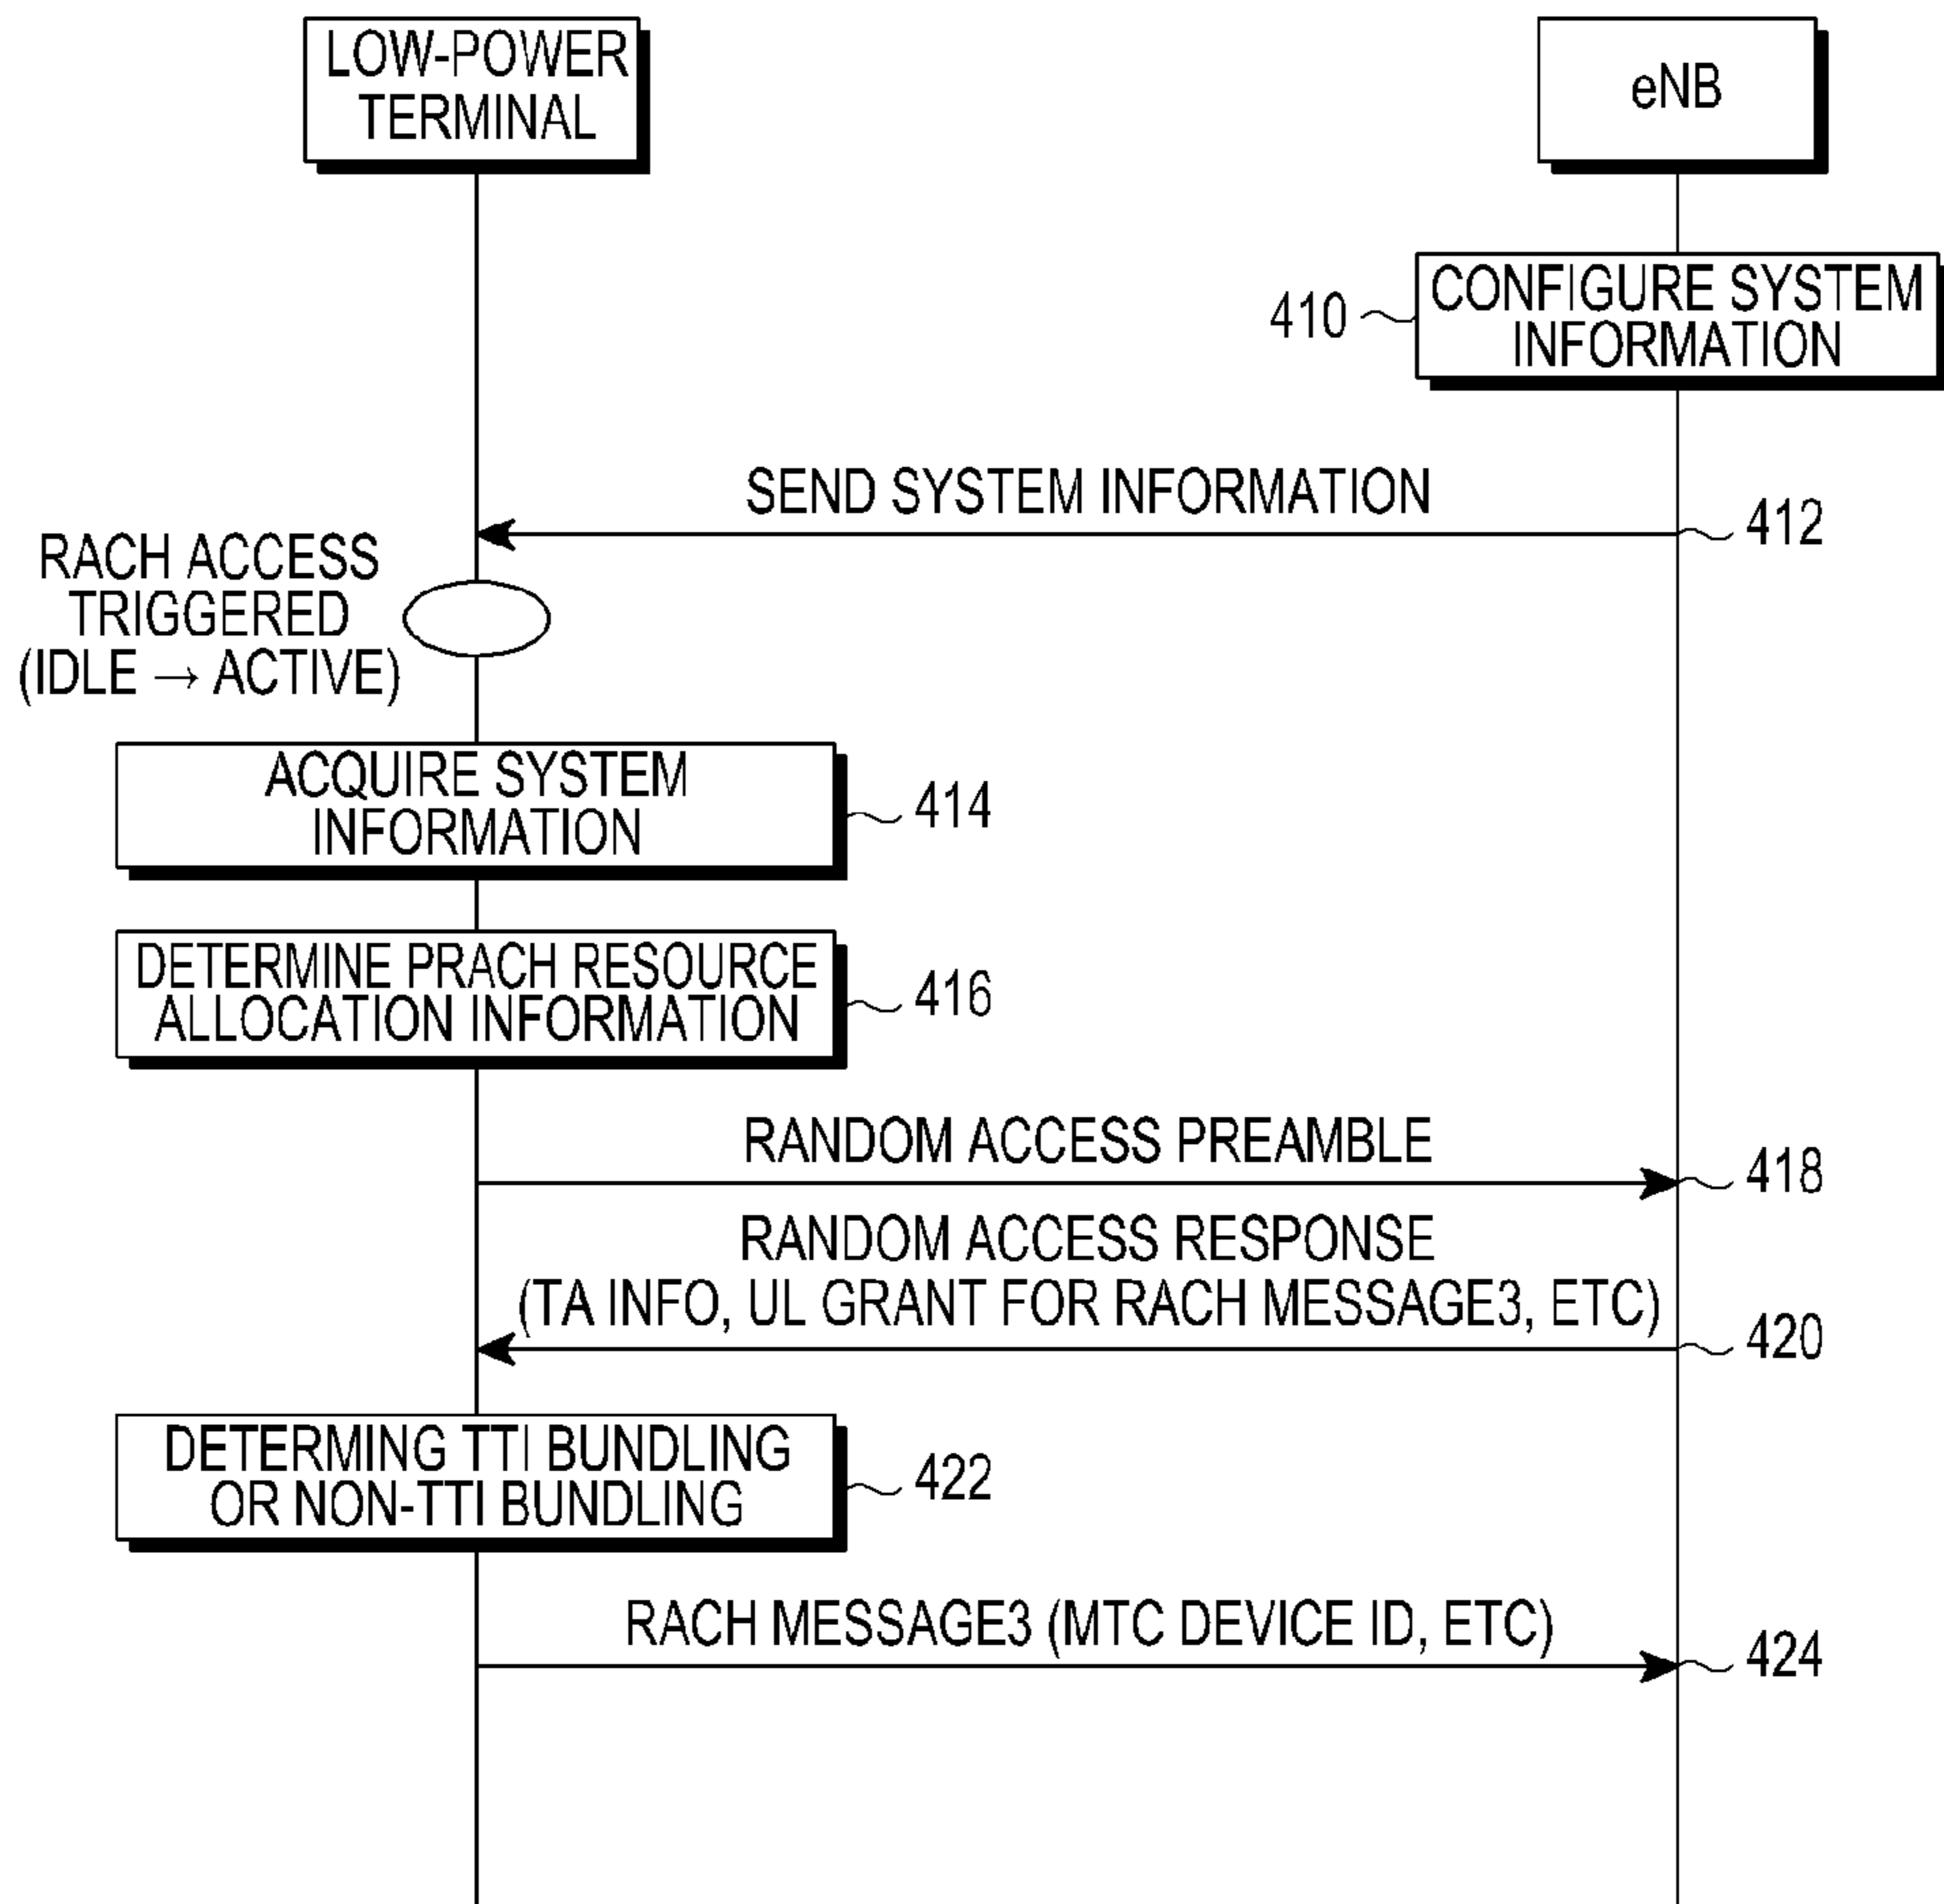 LOW-POWER
TERMINAL
eNB
410
CONFIGURE SYSTEM
INFORMATION
SEND SYSTEM INFORMATION
412
RACH ACCESS
TRIGGERED
(IDLE → ACTIVE)
ACQUIRE SYSTEM
INFORMATION
414
DETERMINE PRACH RESOURCE
ALLOCATION INFORMATION
416
RANDOM ACCESS PREAMBLE
418
RANDOM ACCESS RESPONSE
(TA INFO, UL GRANT FOR RACH MESSAGE3, ETC)
420
DETERMING TTI BUNDLING
OR NON-TTI BUNDLING
422
RACH MESSAGE3 (MTC DEVICE ID, ETC)
424